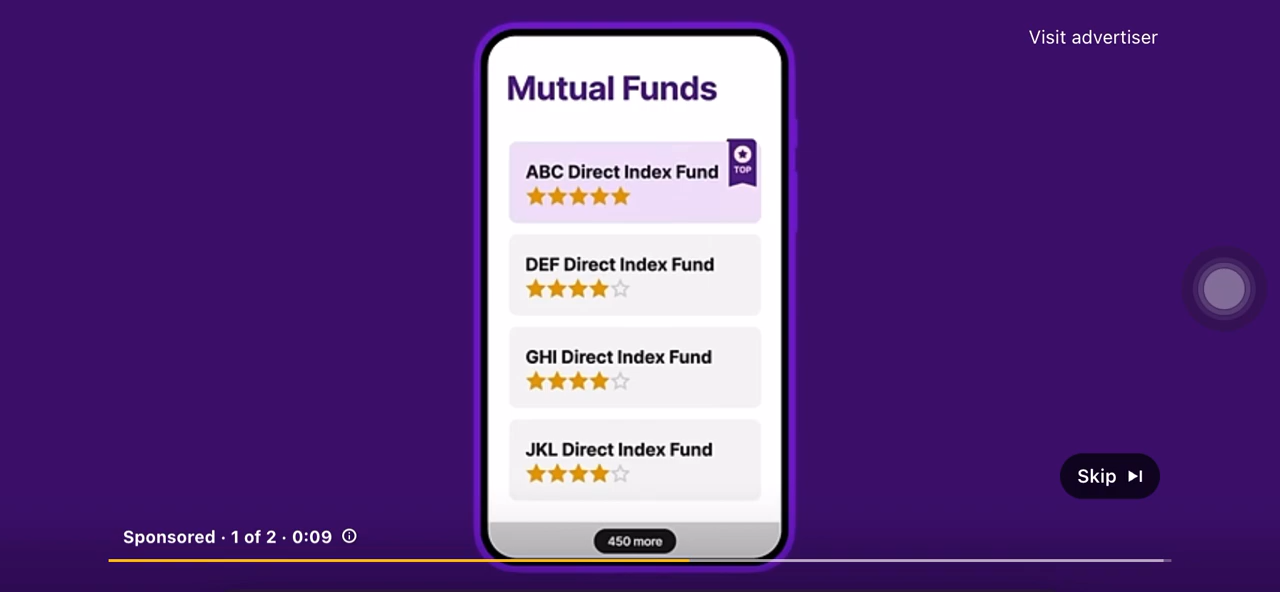 Visit advertiser
Mutual Funds
ABC Direct Index Fund
TOP
DEF Direct Index Fund
GHI Direct Index Fund
JKL Direct Index Fund
Skip
Sponsored · 1 of 2 · 0:09
450 more